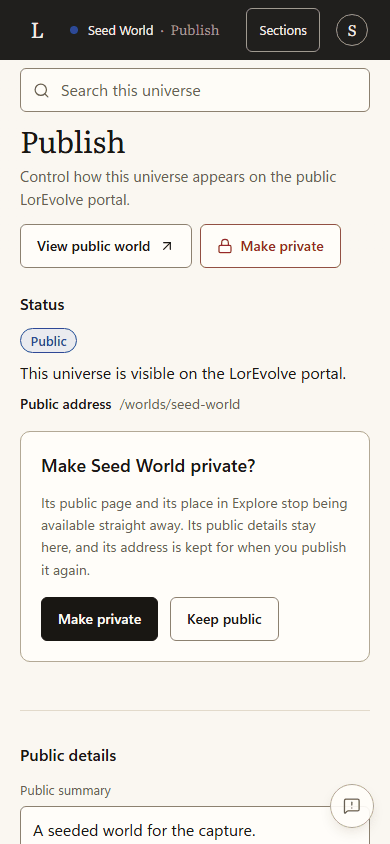 L
Seed World · Publish
Sections
S
Search this universe
Publish
Control how this universe appears on the public
LorEvolve portal.
View public world
Make private
Status
Public
This universe is visible on the LorEvolve portal.
Public address /worlds/seed-world
Make Seed World private?
Its public page and its place in Explore stop being
available straight away. Its public details stay
here, and its address is kept for when you publish
it again.
Make private
Keep public
Public details
Public summary
A seeded world for the capture.